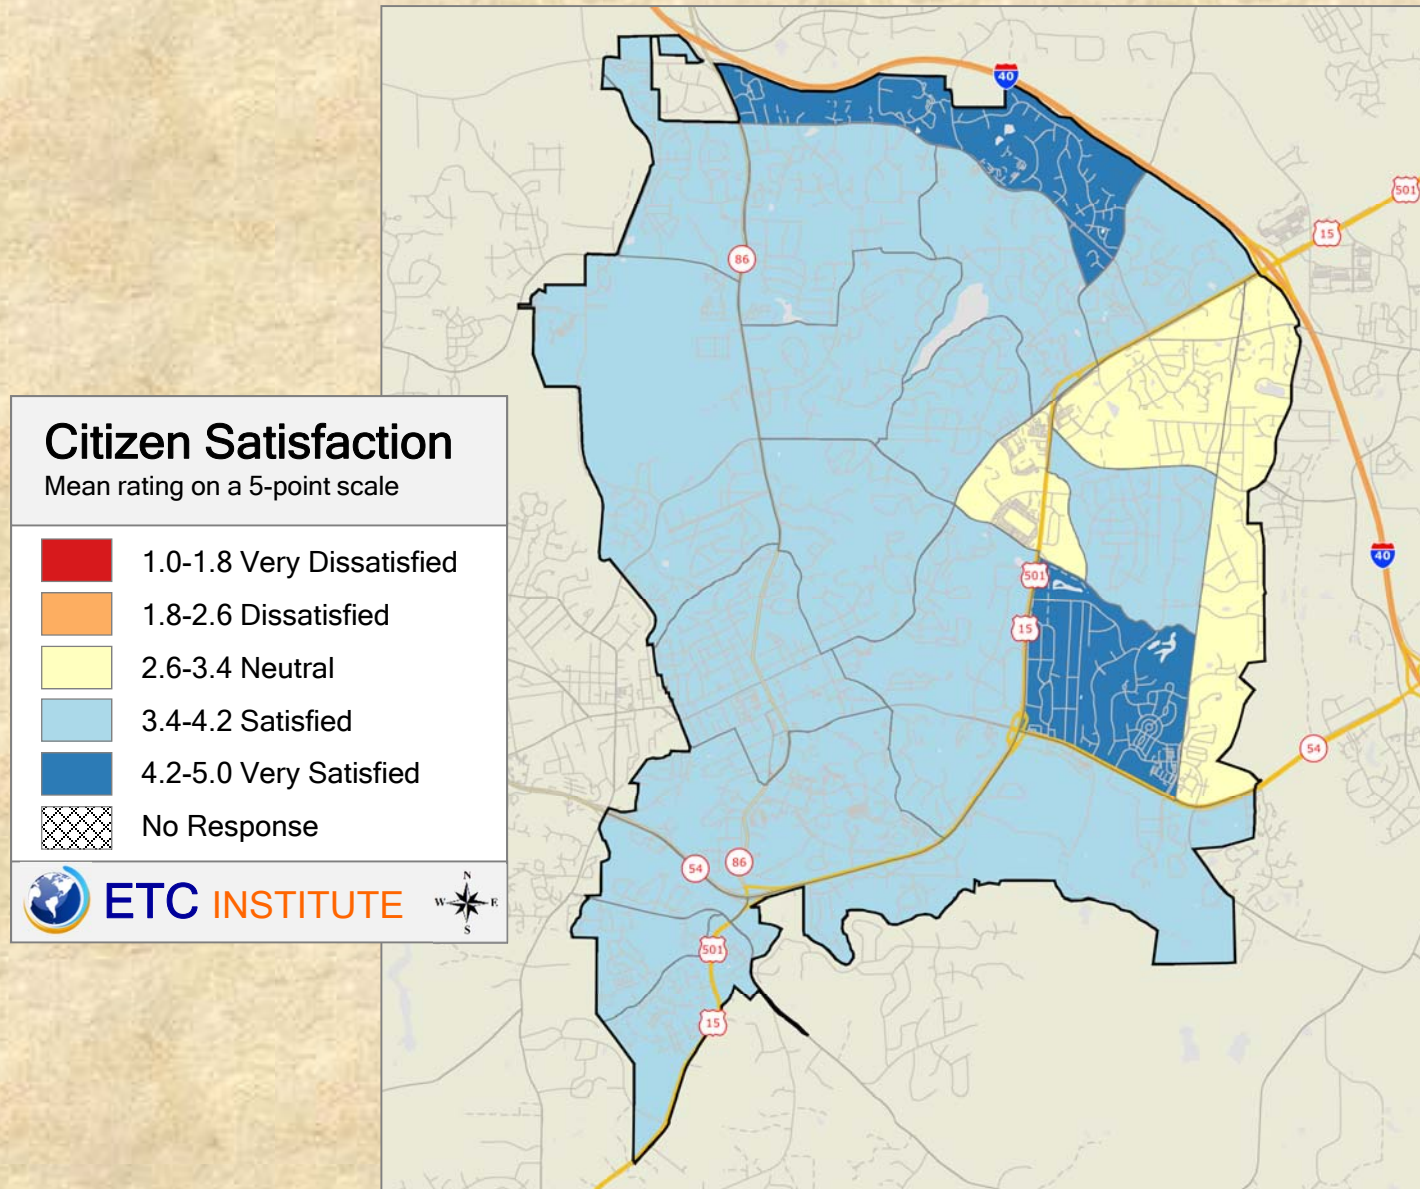 Citizen Satisfaction
Mean rating on a 5-point scale
1.0-1.8 Very Dissatisfied
1.8-2.6 Dissatisfied
2.6-3.4 Neutral
3.4-4.2 Satisfied
4.2-5.0 Very Satisfied
No Response
ETC INSTITUTE
N
W E
S
40
501
15
86
40
501
15
54
54
86
501
15